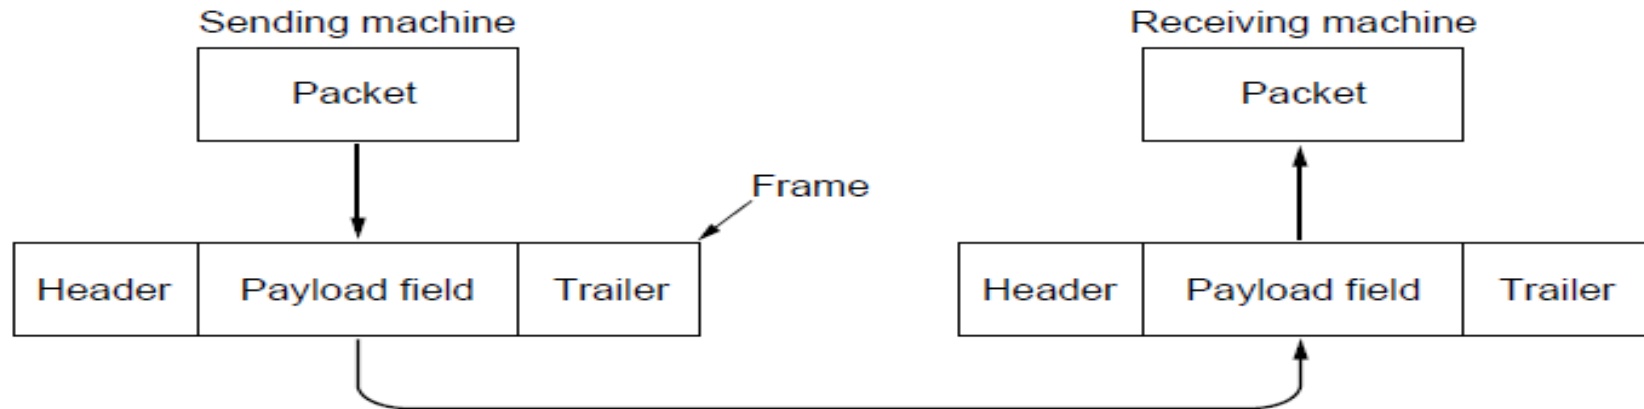 Sending machine
Receiving machine
Packet
Packet
Frame
Header
Payload field
Trailer
Header
Payload field
Trailer